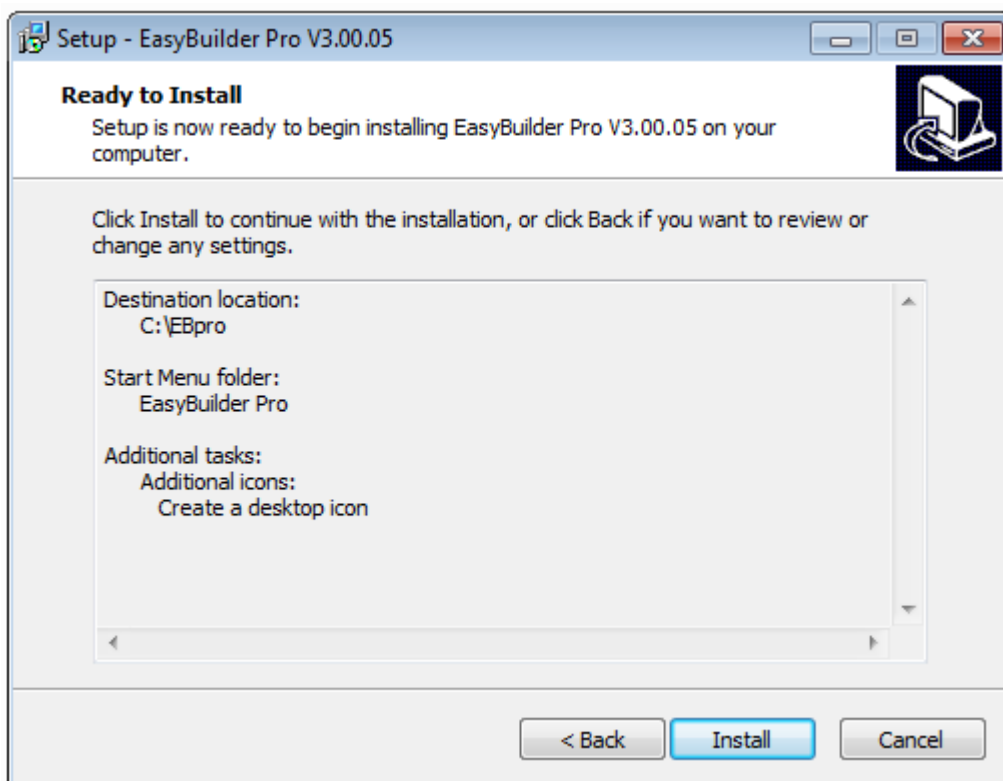 Setup - EasyBuilder Pro V3.00.05
Ready to Install
Setup is now ready to begin installing EasyBuilder Pro V3.00.05 on your
computer.
Click Install to continue with the installation, or click Back if you want to review or
change any settings.
Destination location:
C:\EBpro
Start Menu folder:
EasyBuilder Pro
Additional tasks:
Additional icons:
Create a desktop icon
< Back
Install
Cancel